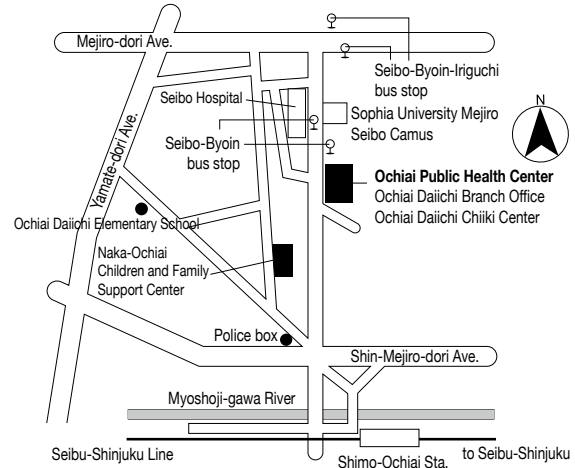 Mejiro-dori Ave.
Seibo-Byoin-Iriguchi
bus stop
Seibo Hospital
Sophia University Mejiro
Seibo Camus
N
Seibo-Byoin
bus stop
Yamate-dori Ave.
Ochiai Public Health Center
Ochiai Daiichi Branch Office
Ochiai Daiichi Chiiki Center
Ochiai Daiichi Elementary School
Naka-Ochiai
Children and Family
Support Center
Police box
Shin-Mejiro-dori Ave.
Myoshoji-gawa River
Seibu-Shinjuku Line
Shimo-Ochiai Sta.
to Seibu-Shinjuku